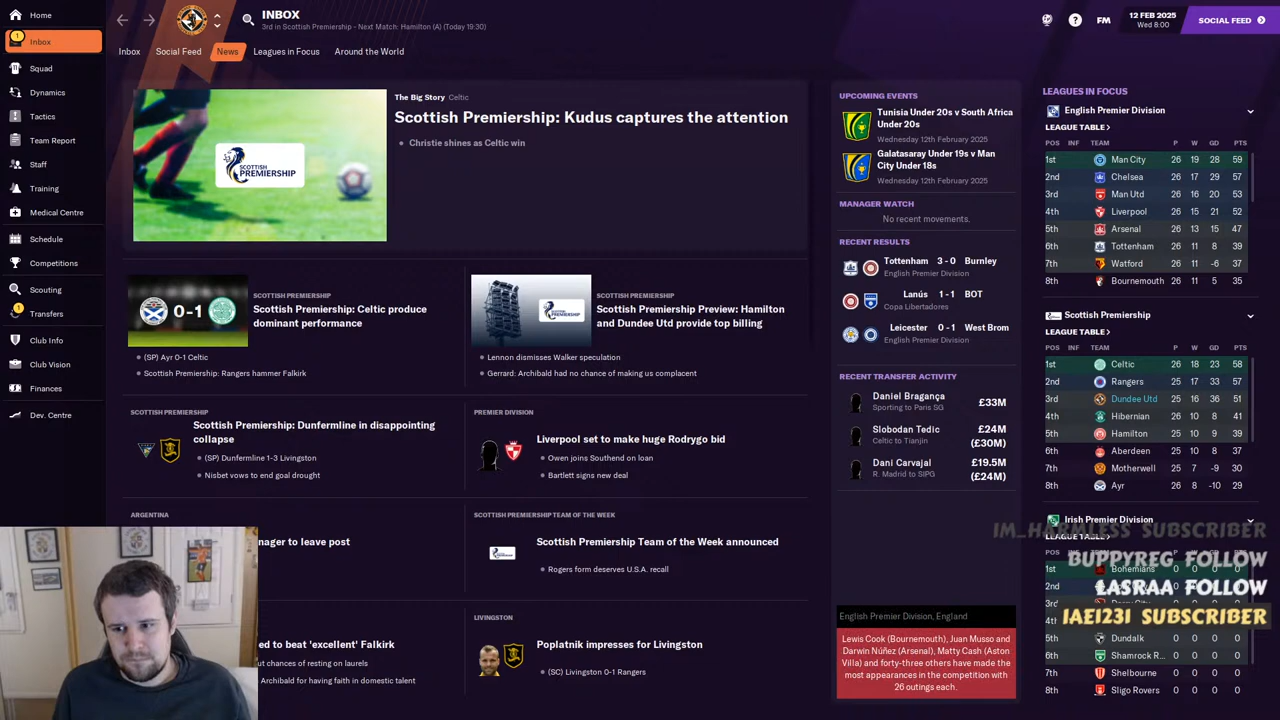 Home
INBOX
3rd in Scottish Premiership - Next Match: Hamilton (A) (Today 19:30)
FM
12 FEB 2025
Wed 8:00
SOCIAL FEED
1
Inbox
Squad
Dynamics
Tactics
Team Report
Staff
Training
Medical Centre
Schedule
Competitions
Scouting
1
Transfers
Club Info
Club Vision
Finances
Dev. Centre
Inbox
Social Feed
News
Leagues in Focus
Around the World
The Big Story Celtic
Scottish Premiership: Kudus captures the attention
Christie shines as Celtic win
SCOTTISH
PREMIERSHIP
0-1
SCOTTISH PREMIERSHIP
Scottish Premiership: Celtic produce
dominant performance
(SP) Ayr 0-1 Celtic
Scottish Premiership: Rangers hammer Falkirk
SCOTTISH PREMIERSHIP
Scottish Premiership Preview: Hamilton
and Dundee Utd provide top billing
Lennon dismisses Walker speculation
Gerrard: Archibald had no chance of making us complacent
SCOTTISH PREMIERSHIP
Scottish Premiership: Dunfermline in disappointing
collapse
(SP) Dunfermline 1-3 Livingston
Nisbet vows to end goal drought
PREMIER DIVISION
Liverpool set to make huge Rodrygo bid
Owen joins Southend on loan
Bartlett signs new deal
ARGENTINA
nager to leave post
SCOTTISH PREMIERSHIP TEAM OF THE WEEK
Scottish Premiership Team of the Week announced
Rogers form deserves U.S.A. recall
ed to beat 'excellent' Falkirk
ut chances of resting on laurels
Archibald for having faith in domestic talent
LIVINGSTON
Poplatnik impresses for Livingston
(SC) Livingston 0-1 Rangers
UPCOMING EVENTS
Tunisia Under 20s v South Africa
Under 20s
Wednesday 12th February 2025
Galatasaray Under 19s v Man
City Under 18s
Wednesday 12th February 2025
MANAGER WATCH
No recent movements.
RECENT RESULTS
Tottenham 3 - 0 Burnley
English Premier Division
Lanús 1 - 1 BOT
Copa Libertadores
Leicester 0 - 1 West Brom
English Premier Division
RECENT TRANSFER ACTIVITY
Daniel Bragança
Sporting to Paris SG
£33M
Slobodan Tedic
Celtic to Tianjin
£24M
(£30M)
Dani Carvajal
R. Madrid to SIPG
£19.5M
(£24M)
English Premier Division, England
Lewis Cook (Bournemouth), Juan Musso and
Darwin Núñez (Arsenal), Matty Cash (Aston
Villa) and forty-three others have made the
most appearances in the competition with
26 outings each.
LEAGUES IN FOCUS
English Premier Division
LEAGUE TABLE
POS INF TEAM P W GD PTS
1st Man City 26 19 28 59
2nd Chelsea 26 17 29 57
3rd Man Utd 26 16 20 53
4th Liverpool 26 15 21 52
5th Arsenal 26 13 15 47
6th Tottenham 26 11 8 39
7th Watford 26 11 -6 37
8th Bournemouth 26 11 5 35
Scottish Premiership
LEAGUE TABLE
POS INF TEAM P W GD PTS
1st Celtic 26 18 23 58
2nd Rangers 25 17 33 57
3rd Dundee Utd 25 16 36 51
4th Hibernian 26 10 8 41
5th Hamilton 25 10 9 39
6th Aberdeen 25 10 8 37
7th Motherwell 25 7 -9 30
8th Ayr 26 8 -10 29
Irish Premier Division
IM_HARMLESS SUBSCRIBER
LEAGUE TABLE
BUPPYREG FOLLOW
1st Bohemians 0 0 0 0
LASRAA FOLLOW
3rd
IAEI231 SUBSCRIBER
5th Dundalk 0 0 0 0
6th Shamrock R... 0 0 0 0
7th Shelbourne 0 0 0 0
8th Sligo Rovers 0 0 0 0